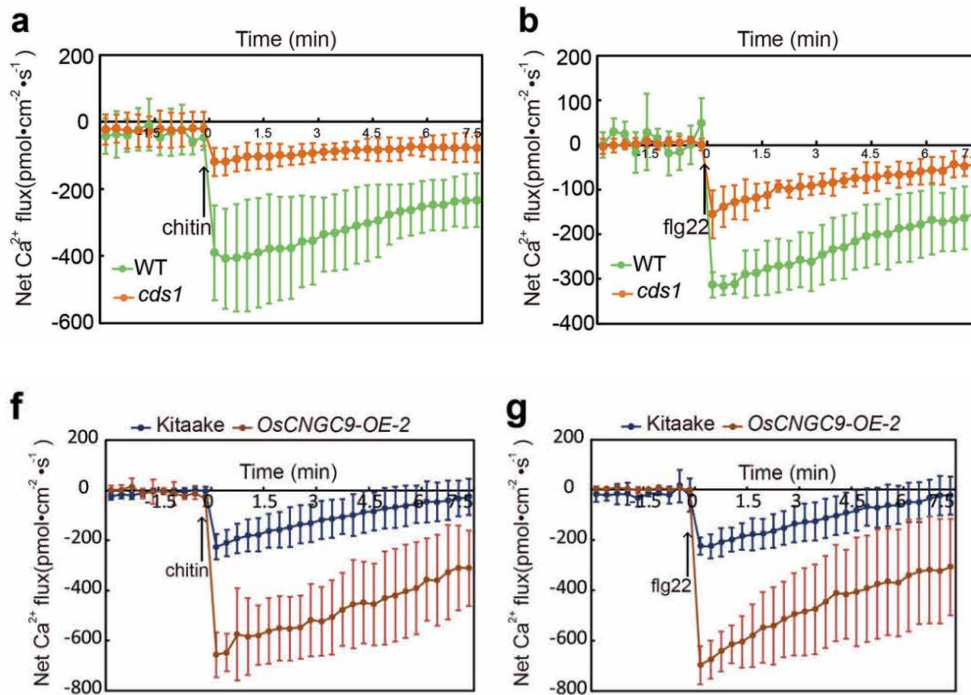 a
Time (min)
Net Ca²⁺ flux(pmol•cm⁻²•s⁻¹)
200
0
-200
-400
-600
-1.5
0
1.5
3
4.5
6
7.5
chitin
WT
cds1
b
Time (min)
Net Ca²⁺ flux(pmol•cm⁻²•s⁻¹)
200
100
0
-100
-200
-300
-400
-1.5
0
1.5
3
4.5
6
7.5
flg22
WT
cds1
f
Kitaake OsCNGC9-OE-2
Time (min)
Net Ca²⁺ flux(pmol•cm⁻²•s⁻¹)
200
0
-200
-400
-600
-800
-1.5
0
1.5
3
4.5
6
7.5
chitin
g
Kitaake OsCNGC9-OE-2
Time (min)
Net Ca²⁺ flux(pmol•cm⁻²•s⁻¹)
200
0
-200
-400
-600
-800
-1.5
0
1.5
3
4.5
6
7.5
flg22